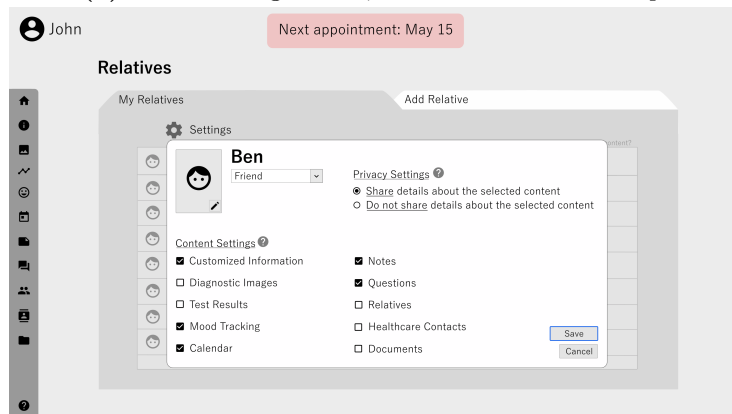 John
Next appointment: May 15
Relatives
My Relatives
Add Relative
Settings
Ben
Friend
Privacy Settings ?
Share details about the selected content
Do not share details about the selected content
Content Settings ?
Customized Information
Notes
Diagnostic Images
Questions
Test Results
Relatives
Mood Tracking
Healthcare Contacts
Calendar
Documents
Save
Cancel